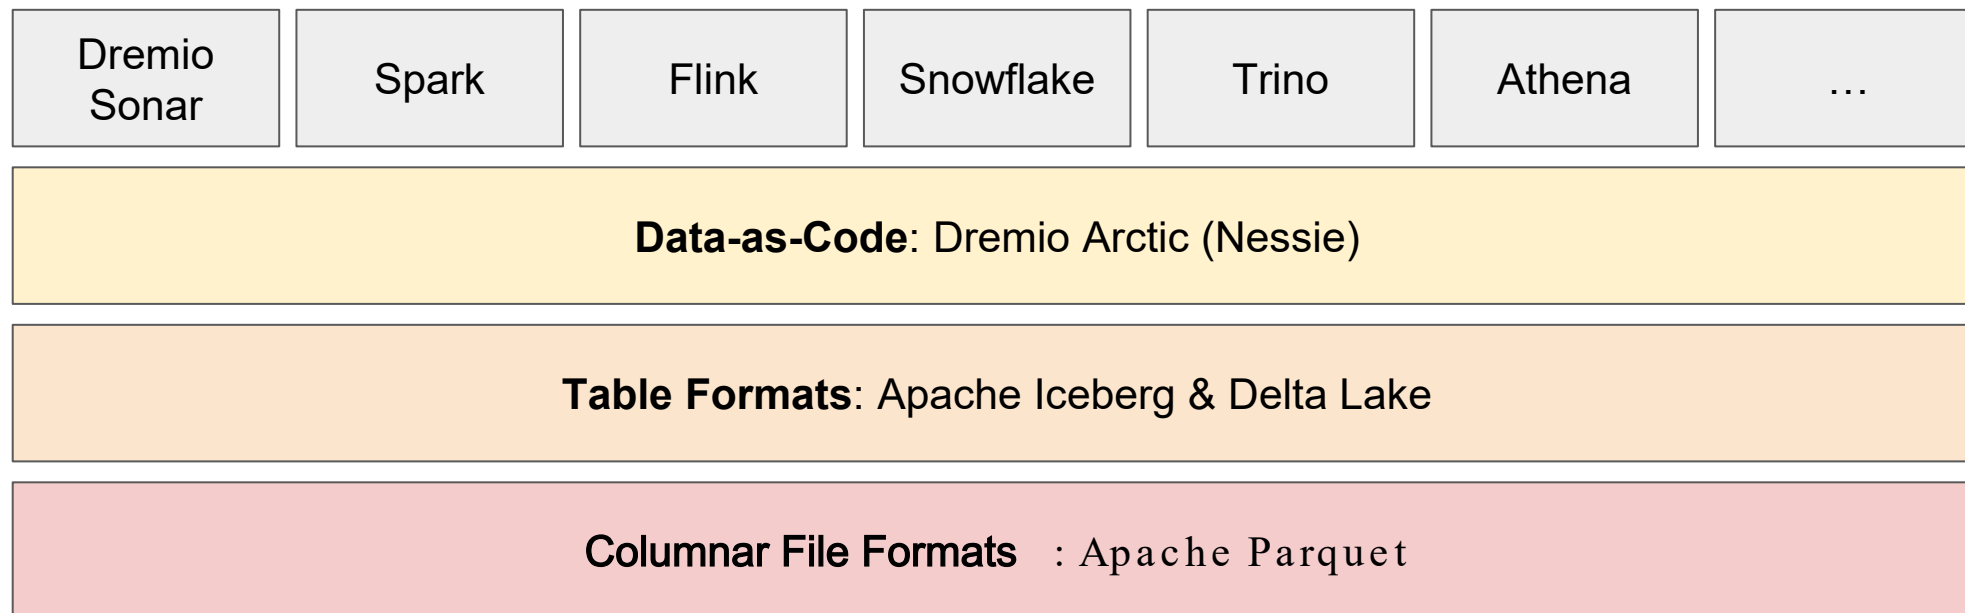 Dremio
Sonar
Spark
Flink
Snowflake
Trino
Athena
…
Data-as-Code: Dremio Arctic (Nessie)
Table Formats: Apache Iceberg & Delta Lake
Columnar File Formats : Apache Parquet